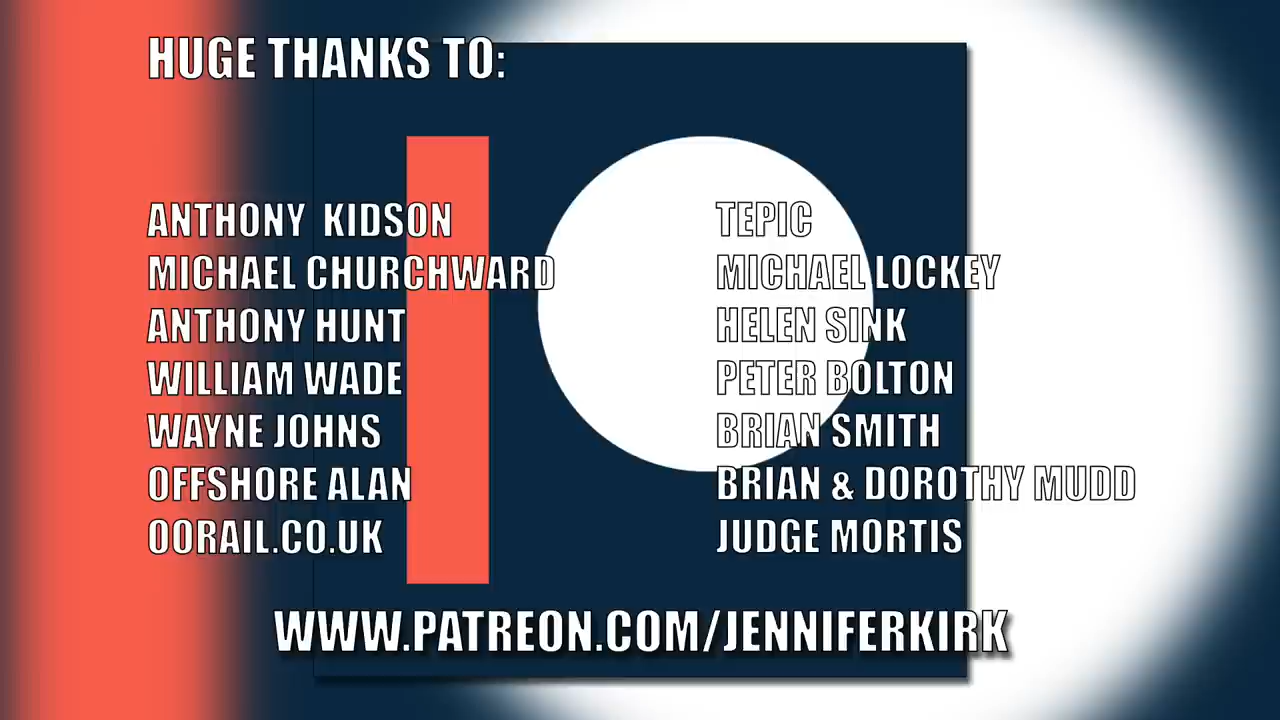 HUGE THANKS TO:
ANTHONY KIDSON
MICHAEL CHURCHWARD
ANTHONY HUNT
WILLIAM WADE
WAYNE JOHNS
OFFSHORE ALAN
OORAIL.CO.UK
TEPIC
MICHAEL LOCKEY
HELEN SINK
PETER BOLTON
BRIAN SMITH
BRIAN & DOROTHY MUDD
JUDGE MORTIS
WWW.PATREON.COM/JENNIFERKIRK